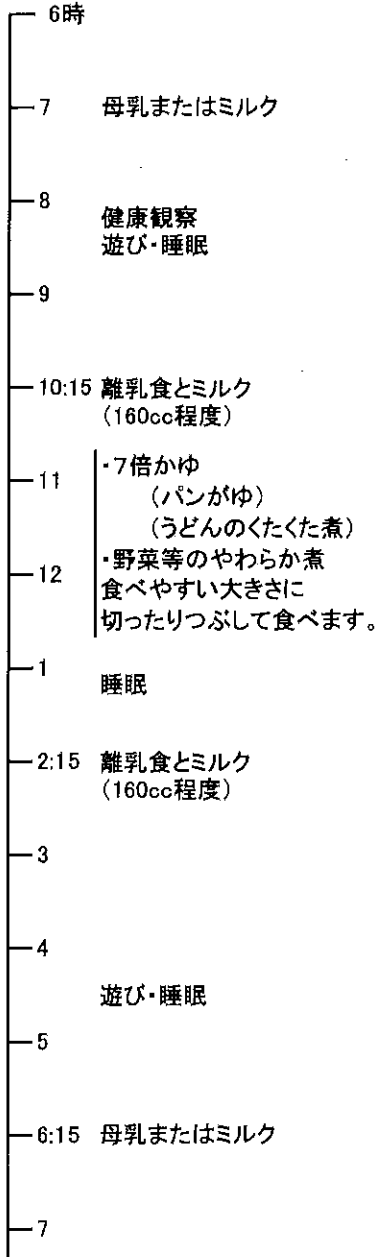 6時
7 母乳またはミルク
8
健康観察
遊び・睡眠
9
10:15 離乳食とミルク
(160cc程度)
・7倍かゆ
11
(パンがゆ)
(うどんのくたくた煮)
・野菜等のやわらか煮
12 食べやすい大きさに
切ったりつぶして食べます。
1
睡眠
2:15 離乳食とミルク
(160cc程度)
3
4
遊び・睡眠
5
6:15 母乳またはミルク
7